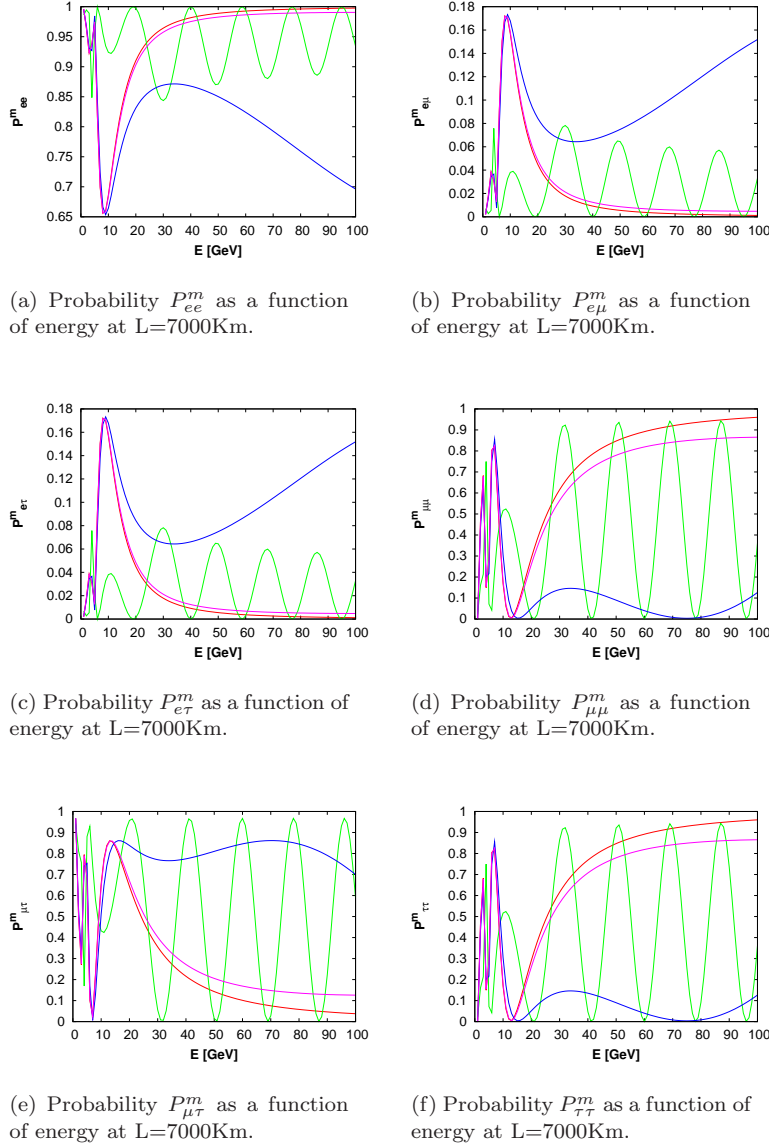 1
0.95
0.9
0.85
0.8
0.75
0.7
0.65
0 10 20 30 40 50 60 70 80 90 100
P^m_ee
E [GeV]
0.18
0.16
0.14
0.12
0.1
0.08
0.06
0.04
0.02
0
0 10 20 30 40 50 60 70 80 90 100
P^m_eμ
E [GeV]
(a) Probability P^m_ee as a function
of energy at L=7000Km.
(b) Probability P^m_eμ as a function
of energy at L=7000Km.
0.18
0.16
0.14
0.12
0.1
0.08
0.06
0.04
0.02
0
0 10 20 30 40 50 60 70 80 90 100
P^m_eτ
E [GeV]
1
0.9
0.8
0.7
0.6
0.5
0.4
0.3
0.2
0.1
0
0 10 20 30 40 50 60 70 80 90 100
P^m_μμ
E [GeV]
(c) Probability P^m_eτ as a function of
energy at L=7000Km.
(d) Probability P^m_μμ as a function
of energy at L=7000Km.
1
0.9
0.8
0.7
0.6
0.5
0.4
0.3
0.2
0.1
0
0 10 20 30 40 50 60 70 80 90 100
P^m_μτ
E [GeV]
1
0.9
0.8
0.7
0.6
0.5
0.4
0.3
0.2
0.1
0
0 10 20 30 40 50 60 70 80 90 100
P^m_ττ
E [GeV]
(e) Probability P^m_μτ as a function
of energy at L=7000Km.
(f) Probability P^m_ττ as a function of
energy at L=7000Km.